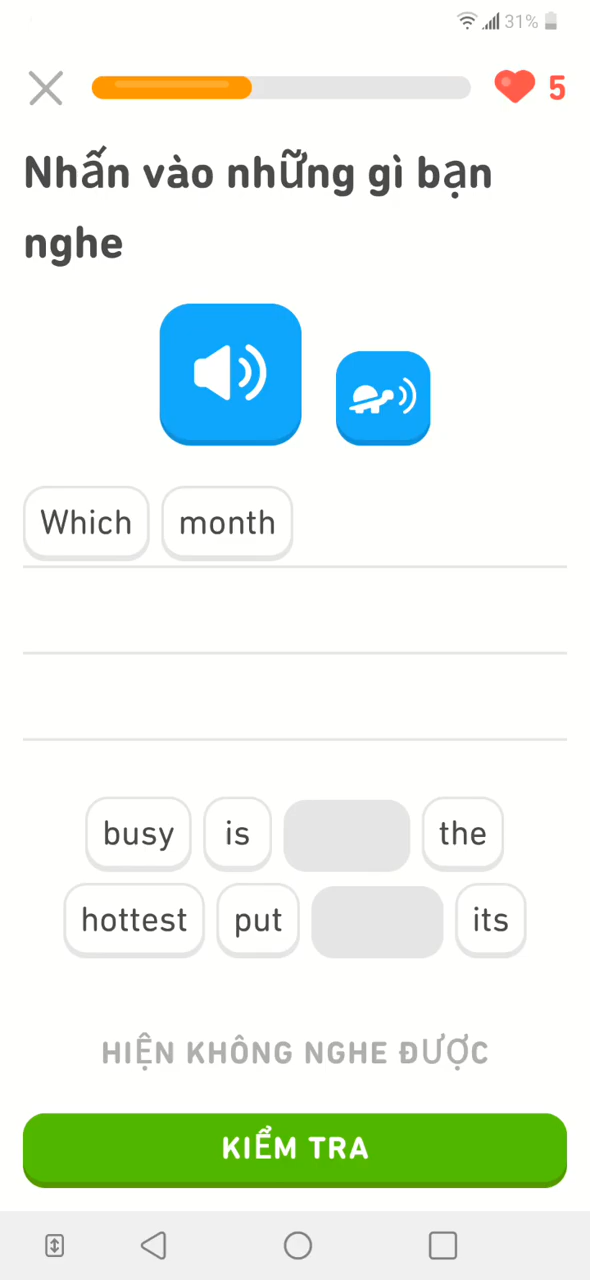 31%
5
Nhấn vào những gì bạn
nghe
Which month
busy is the
hottest put its
HIỆN KHÔNG NGHE ĐƯỢC
KIỂM TRA